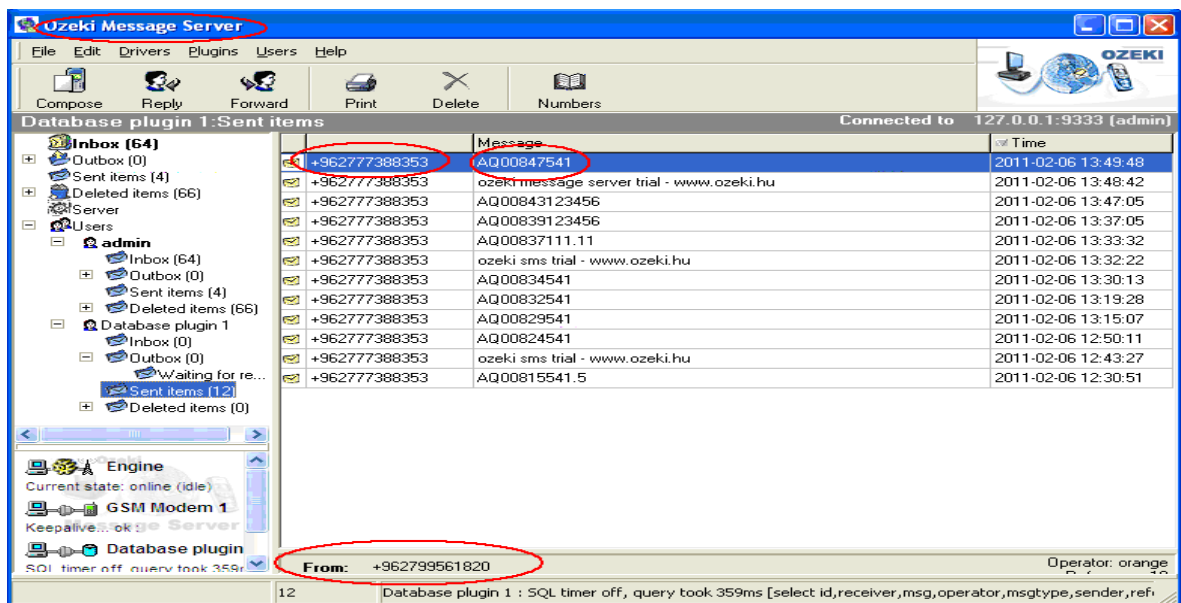 Ozeki Message Server
File Edit Drivers Plugins Users Help
OZEKI
Compose Reply Forward Print Delete Numbers
Database plugin 1:Sent items Connected to 127.0.0.1:9333 (admin)
Inbox (64)
Outbox (0)
Sent items (4)
Deleted items (66)
Server
Users
admin
Inbox (64)
Outbox (0)
Sent items (4)
Deleted items (66)
Database plugin 1
Inbox (0)
Outbox (0)
Waiting for re...
Sent items (12)
Deleted items (0)
Message Time
+962777388353 AQ00847541 2011-02-06 13:49:48
+962777388353 ozeki message server trial - www.ozeki.hu 2011-02-06 13:48:42
+962777388353 AQ00843123456 2011-02-06 13:47:05
+962777388353 AQ00839123456 2011-02-06 13:37:05
+962777388353 AQ00837111.11 2011-02-06 13:33:32
+962777388353 ozeki sms trial - www.ozeki.hu 2011-02-06 13:32:22
+962777388353 AQ00834541 2011-02-06 13:30:13
+962777388353 AQ00832541 2011-02-06 13:19:28
+962777388353 AQ00829541 2011-02-06 13:15:07
+962777388353 AQ00824541 2011-02-06 12:50:11
+962777388353 ozeki sms trial - www.ozeki.hu 2011-02-06 12:43:27
+962777388353 AQ00815541.5 2011-02-06 12:30:51
Engine
Current state: online (idle)
GSM Modem 1
Keepalive... ok
Database plugin
SQL timer off, query took 359
From: +962799561820 Operator: orange
12 Database plugin 1 : SQL timer off, query took 359ms [select id,receiver,msg,operator,msgtype,sender,ref